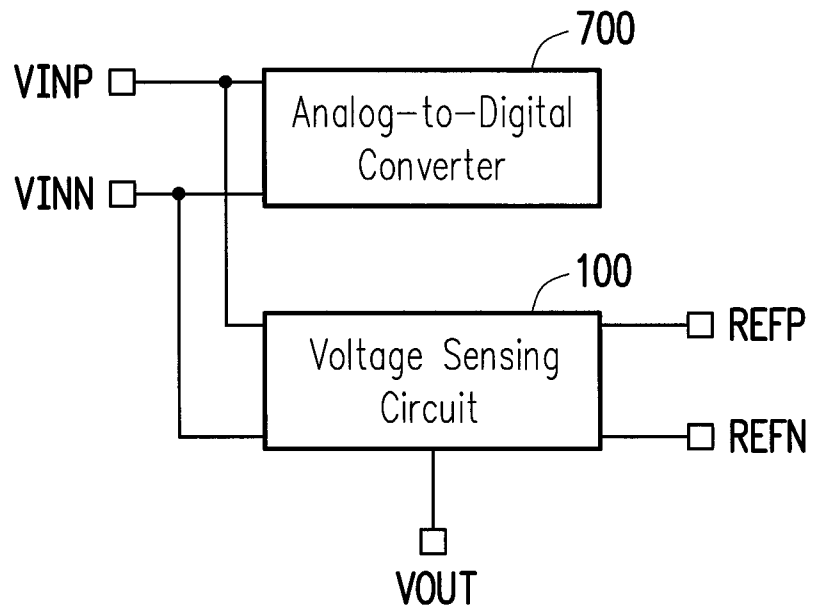 700
VINP
Analog-to-Digital
Converter
VINN
100
REFP
Voltage Sensing
Circuit
REFN
VOUT